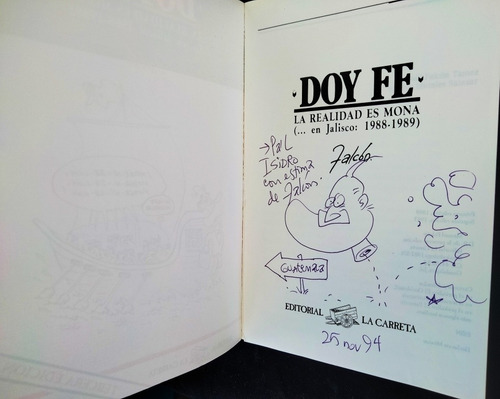 DOY FE
LA REALIDAD ES MONA
(... en Jalisco: 1988-1989)
Falcón
ISIDRO
con estima
de Falcón.
Guatemala
EDITORIAL LA CARRETA
25 nov 94